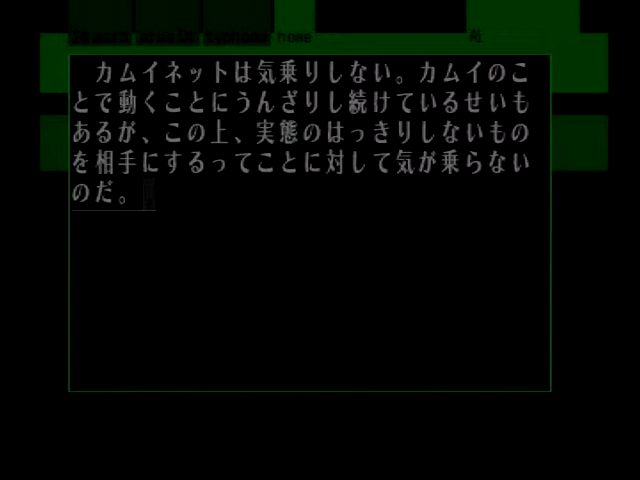 home
カムイネットは気乗りしない。カムイのこ
とで動くことにうんざりし続けているせいも
あるが、この上、実態のはっきりしないもの
を相手にするってことに対して気が乗らない
のだ。